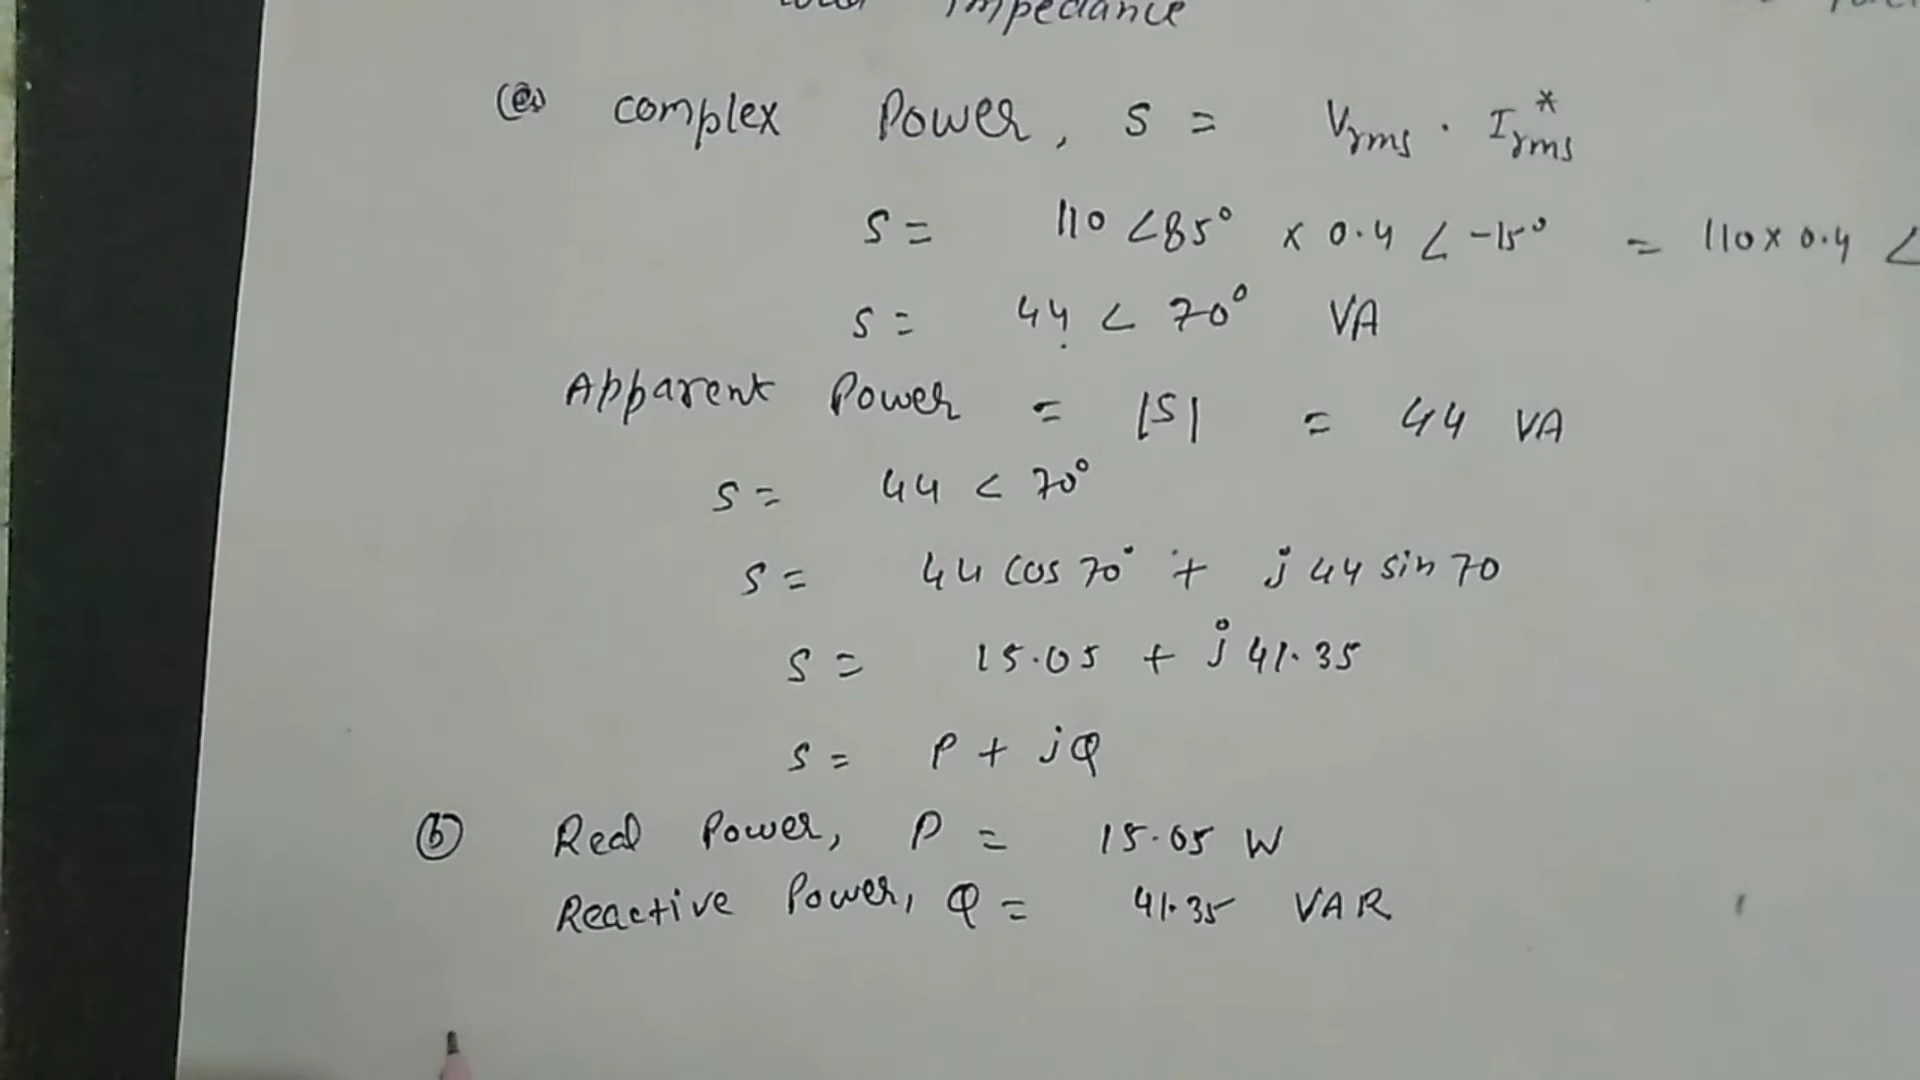 Impedance
(a) complex Power, S = Vrms . Irms*
S = 110 <85° x 0.4 ∠-15° = 110 x 0.4 ∠
S = 44 < 70° VA
Apparent Power = |S| = 44 VA
S = 44 < 70°
S = 44 cos 70° + j 44 sin 70
S = 15.05 + j 41.35
S = P + jQ
(b) Real Power, P = 15.05 W
Reactive Power, Q = 41.35 VAR